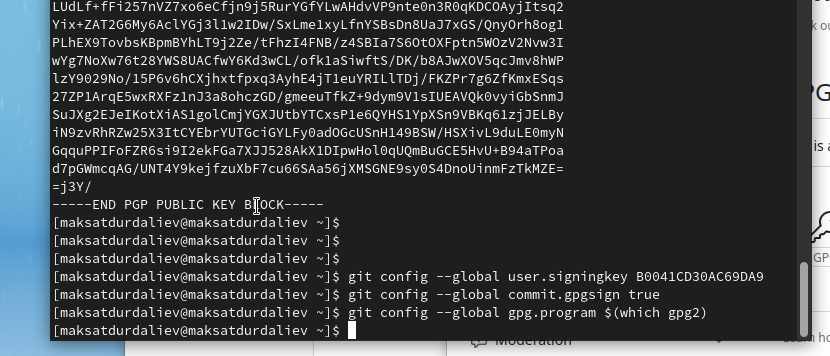 LUdLf+fFi257nVZ7xo6eCfjn9j5RurYGfYLwAHdvVP9nte0n3R0qKDCOAyjItsq2
Yix+ZAT2G6My6AclYGj3l1w2IDw/SxLme1xyLfnYSBsDn8UaJ7xGS/QnyOrh8og1
PLhEX9TovbsKBpmBYhLT9j2Ze/tFhzI4FNB/z4SBIa7S6OtOXFptn5WOzV2Nvw3I
wYg7NoXw76t28YWS8UACfwY6Kd3wCL/ofk1aSiwftS/DK/b8AJwXOV5qcJmv8hWP
lzY9029No/15P6v6hCXjhxtfpxq3AyhE4jT1euYRILlTDj/FKZPr7g6ZfKmxESqs
27ZP1ArqE5wxRXFz1nJ3a8ohczGD/gmeeuTfkZ+9dym9V1sIUEAVQk0vyiGbSnmJ
SuJXg2EJeIKotXiAS1golCmjYGXJUtbYTCxsP1e6QYHS1YpXSn9VBKq61zjJELBy
iN9zvRhRZw25X3ItCYEbrYUTGciGYLFy0adOGcUSnH149BSW/HSXivL9duLE0myN
GqquPPIFoFZR6si9I2ekFGa7XJJ528AkX1DIpwHol0qUQmBuGCE5HvU+B94aTPoa
d7pGWmcqAG/UNT4Y9kejfzuXbF7cu66SAa56jXMSGNE9sy0S4DnoUinmFzTkMZE=
=j3Y/
-----END PGP PUBLIC KEY BLOCK-----
[maksatdurdaliev@maksatdurdaliev ~]$
[maksatdurdaliev@maksatdurdaliev ~]$
[maksatdurdaliev@maksatdurdaliev ~]$
[maksatdurdaliev@maksatdurdaliev ~]$ git config --global user.signingkey B0041CD30AC69DA9
[maksatdurdaliev@maksatdurdaliev ~]$ git config --global commit.gpgsign true
[maksatdurdaliev@maksatdurdaliev ~]$ git config --global gpg.program $(which gpg2)
[maksatdurdaliev@maksatdurdaliev ~]$
Moderation